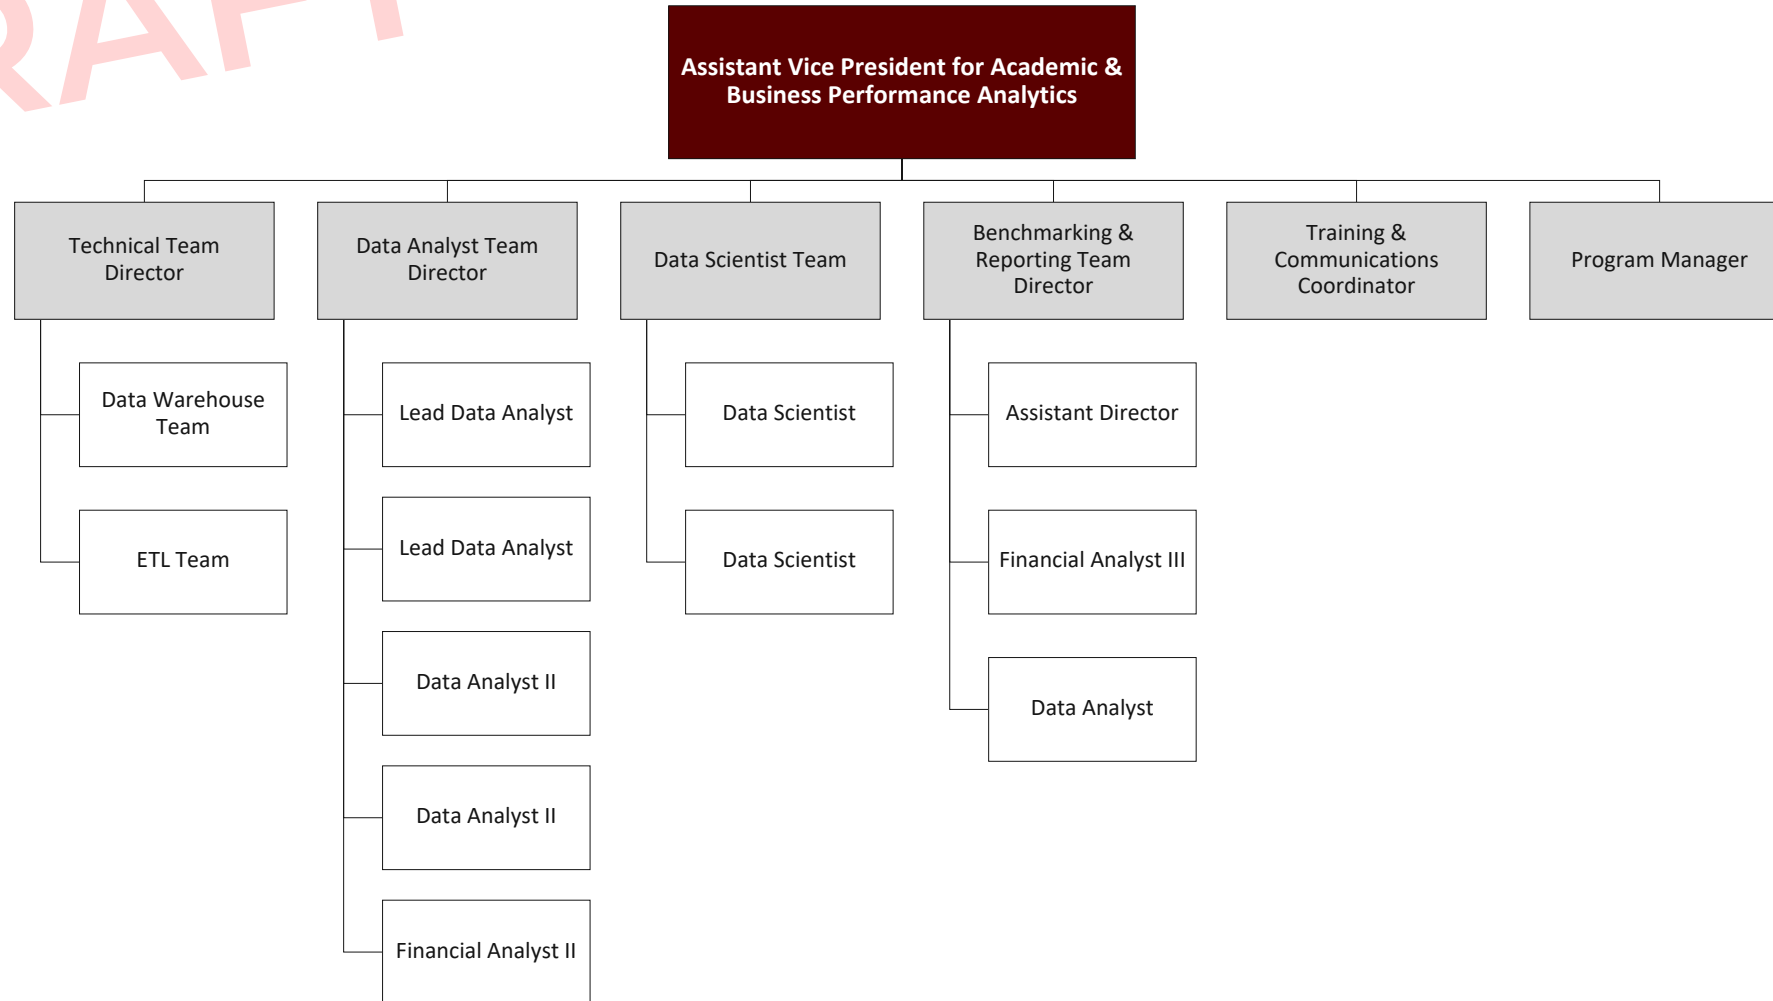 Assistant Vice President for Academic &
Business Performance Analytics
Technical Team
Director
Data Analyst Team
Director
Data Scientist Team
Benchmarking &
Reporting Team
Director
Training &
Communications
Coordinator
Program Manager
Data Warehouse
Team
ETL Team
Lead Data Analyst
Lead Data Analyst
Data Analyst II
Data Analyst II
Financial Analyst II
Data Scientist
Data Scientist
Assistant Director
Financial Analyst III
Data Analyst